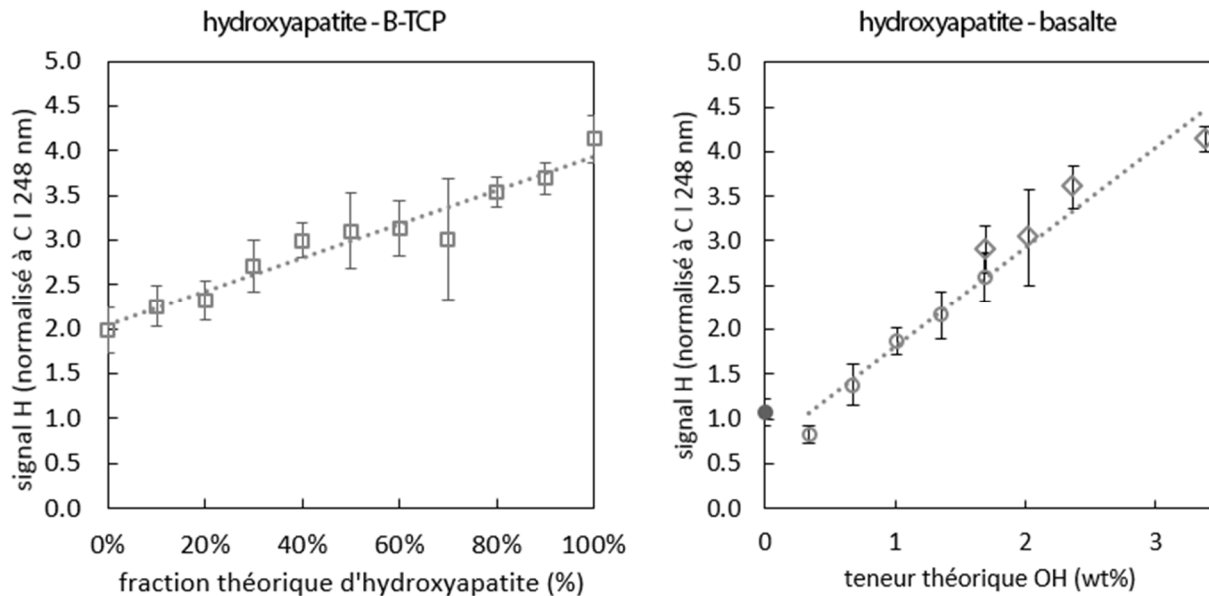 hydroxyapatite - B-TCP
signal H (normalisé à C I 248 nm)
5.0
4.5
4.0
3.5
3.0
2.5
2.0
1.5
1.0
0.5
0.0
0% 20% 40% 60% 80% 100%
fraction théorique d'hydroxyapatite (%)
hydroxyapatite - basalte
signal H (normalisé à C I 248 nm)
5.0
4.5
4.0
3.5
3.0
2.5
2.0
1.5
1.0
0.5
0.0
0 1 2 3
teneur théorique OH (wt%)